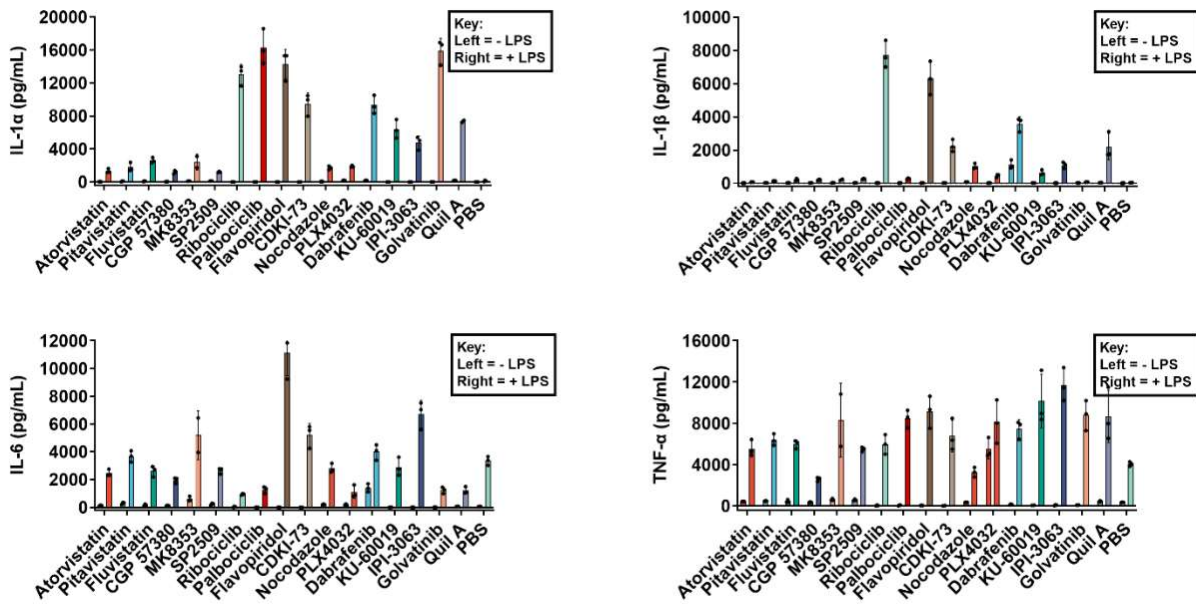 IL-1α (pg/mL)
20000
16000
12000
8000
4000
0
Key:
Left = - LPS
Right = + LPS
Atorvistatin
Pitavistatin
Fluvistatin
CGP 57380
MK8353
SP2509
Ribociclib
Palbociclib
Flavopiridol
CDKI-73
Nocodazole
PLX4032
Dabrafenib
KU-60019
IPI-3063
Golvatinib
Quil A
PBS
IL-1β (pg/mL)
10000
8000
6000
4000
2000
0
Key:
Left = - LPS
Right = + LPS
Atorvistatin
Pitavistatin
Fluvistatin
CGP 57380
MK8353
SP2509
Ribociclib
Palbociclib
Flavopiridol
CDKI-73
Nocodazole
PLX4032
Dabrafenib
KU-60019
IPI-3063
Golvatinib
Quil A
PBS
IL-6 (pg/mL)
12000
10000
8000
6000
4000
2000
0
Key:
Left = - LPS
Right = + LPS
Atorvistatin
Pitavistatin
Fluvistatin
CGP 57380
MK8353
SP2509
Ribociclib
Palbociclib
Flavopiridol
CDKI-73
Nocodazole
PLX4032
Dabrafenib
KU-60019
IPI-3063
Golvatinib
Quil A
PBS
TNF-α (pg/mL)
16000
12000
8000
4000
0
Key:
Left = - LPS
Right = + LPS
Atorvistatin
Pitavistatin
Fluvistatin
CGP 57380
MK8353
SP2509
Ribociclib
Palbociclib
Flavopiridol
CDKI-73
Nocodazole
PLX4032
Dabrafenib
KU-60019
IPI-3063
Golvatinib
Quil A
PBS